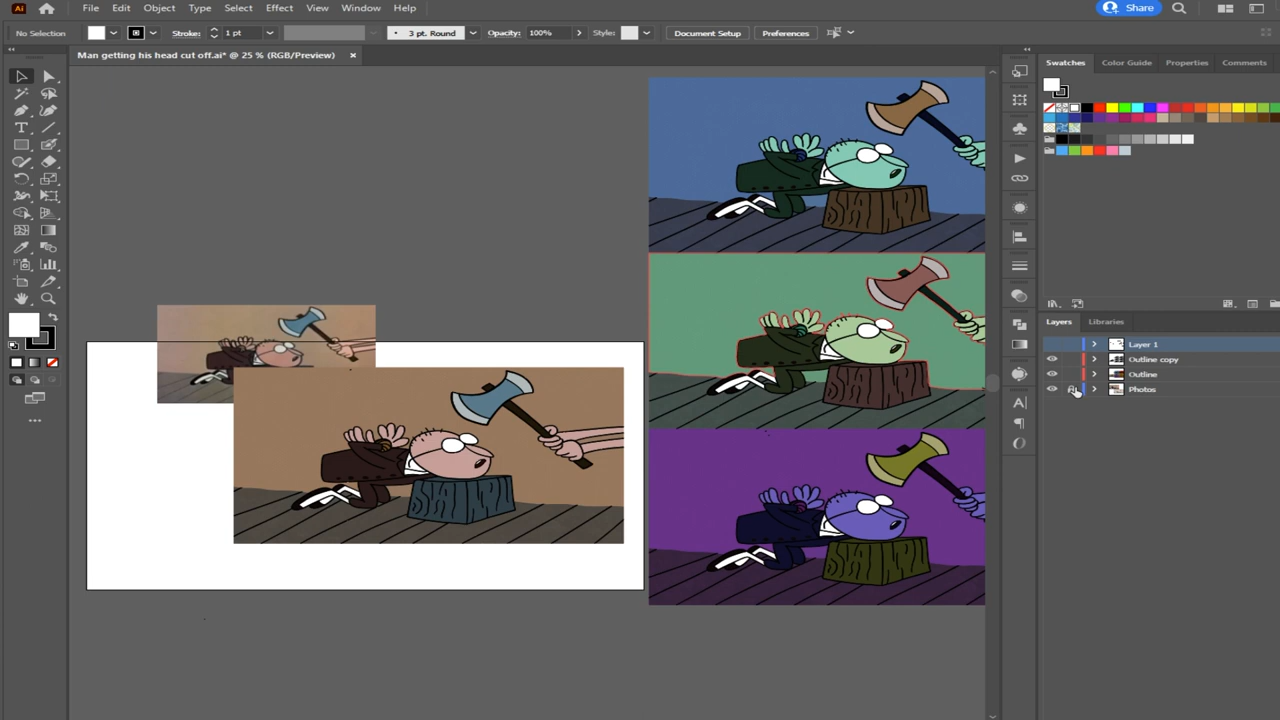 Ai File Edit Object Type Select Effect View Window Help Share
No Selection Stroke: 1 pt 3 pt. Round Opacity: 100% Style: Document Setup Preferences
Man getting his head cut off.ai* @ 25 % (RGB/Preview)
Swatches Color Guide Properties Comments
Layers Libraries
Layer 1
Outline copy
Outline
Photos